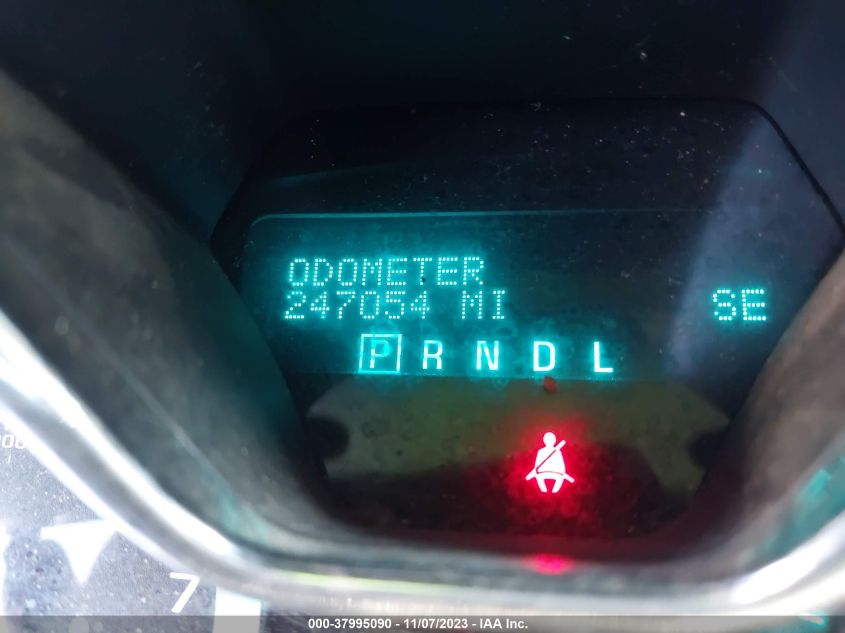 ODOMETER
247054 MI
SE
P R N D L
7
000-37995090 - 11/07/2023 - IAA Inc.